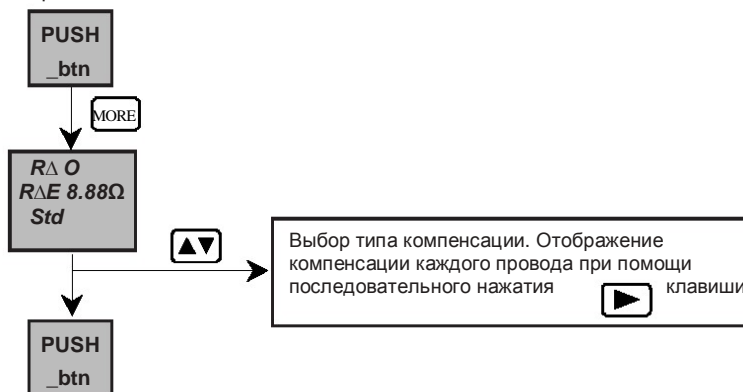 PUSH
_btn
MORE
R∆ O
R∆E 8.88Ω
Std
▲▼
Выбор типа компенсации. Отображение
компенсации каждого провода при помощи
последовательного нажатия ► клавиши
PUSH
_btn